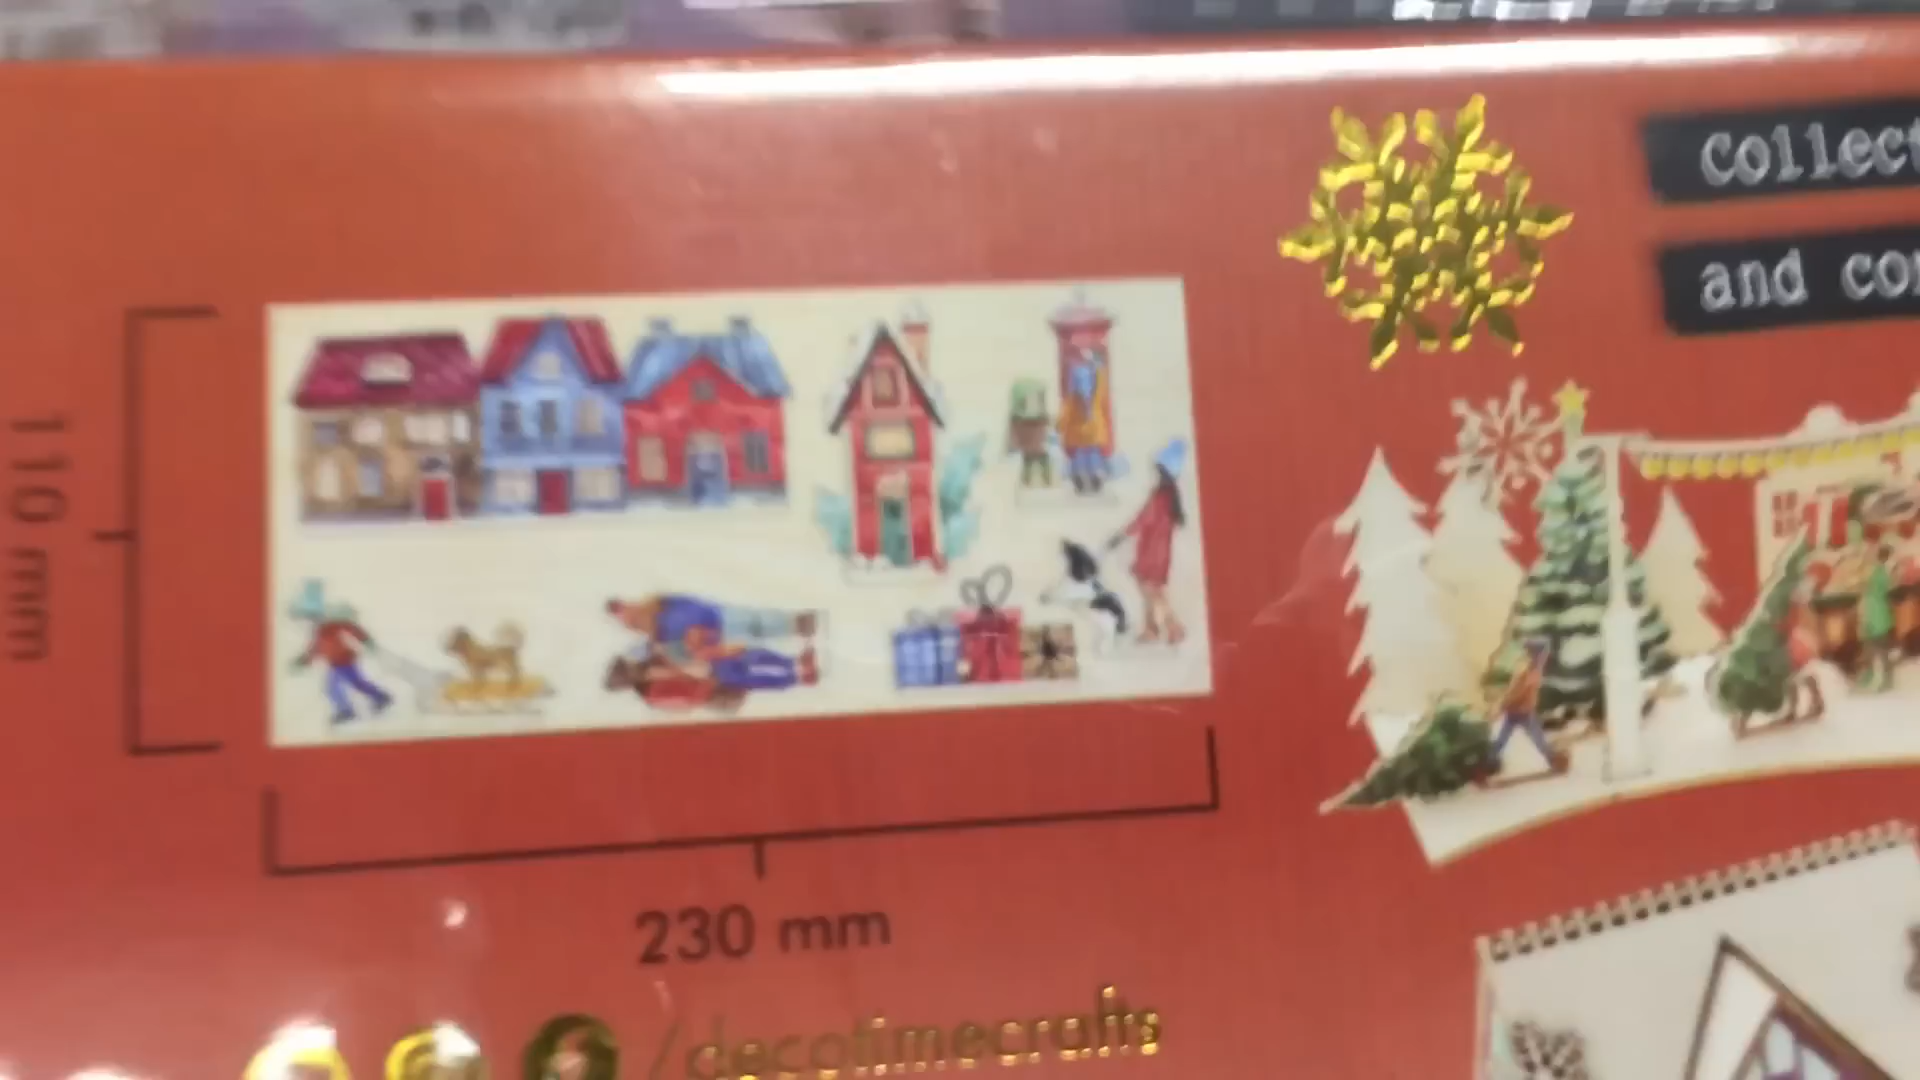 Collect
and co
110 mm
230 mm
/decotimecrafts